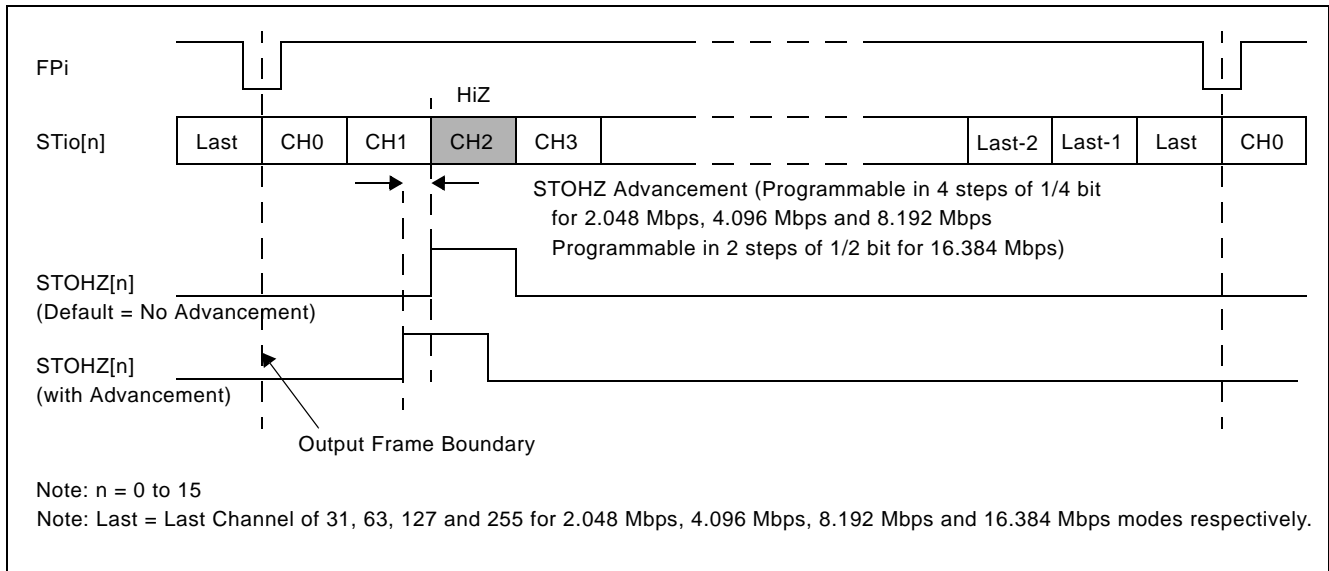 FPi
HiZ
STio[n] Last CH0 CH1 CH2 CH3 Last-2 Last-1 Last CH0
STOHZ Advancement (Programmable in 4 steps of 1/4 bit
for 2.048 Mbps, 4.096 Mbps and 8.192 Mbps
Programmable in 2 steps of 1/2 bit for 16.384 Mbps)
STOHZ[n]
(Default = No Advancement)
STOHZ[n]
(with Advancement)
Output Frame Boundary
Note: n = 0 to 15
Note: Last = Last Channel of 31, 63, 127 and 255 for 2.048 Mbps, 4.096 Mbps, 8.192 Mbps and 16.384 Mbps modes respectively.